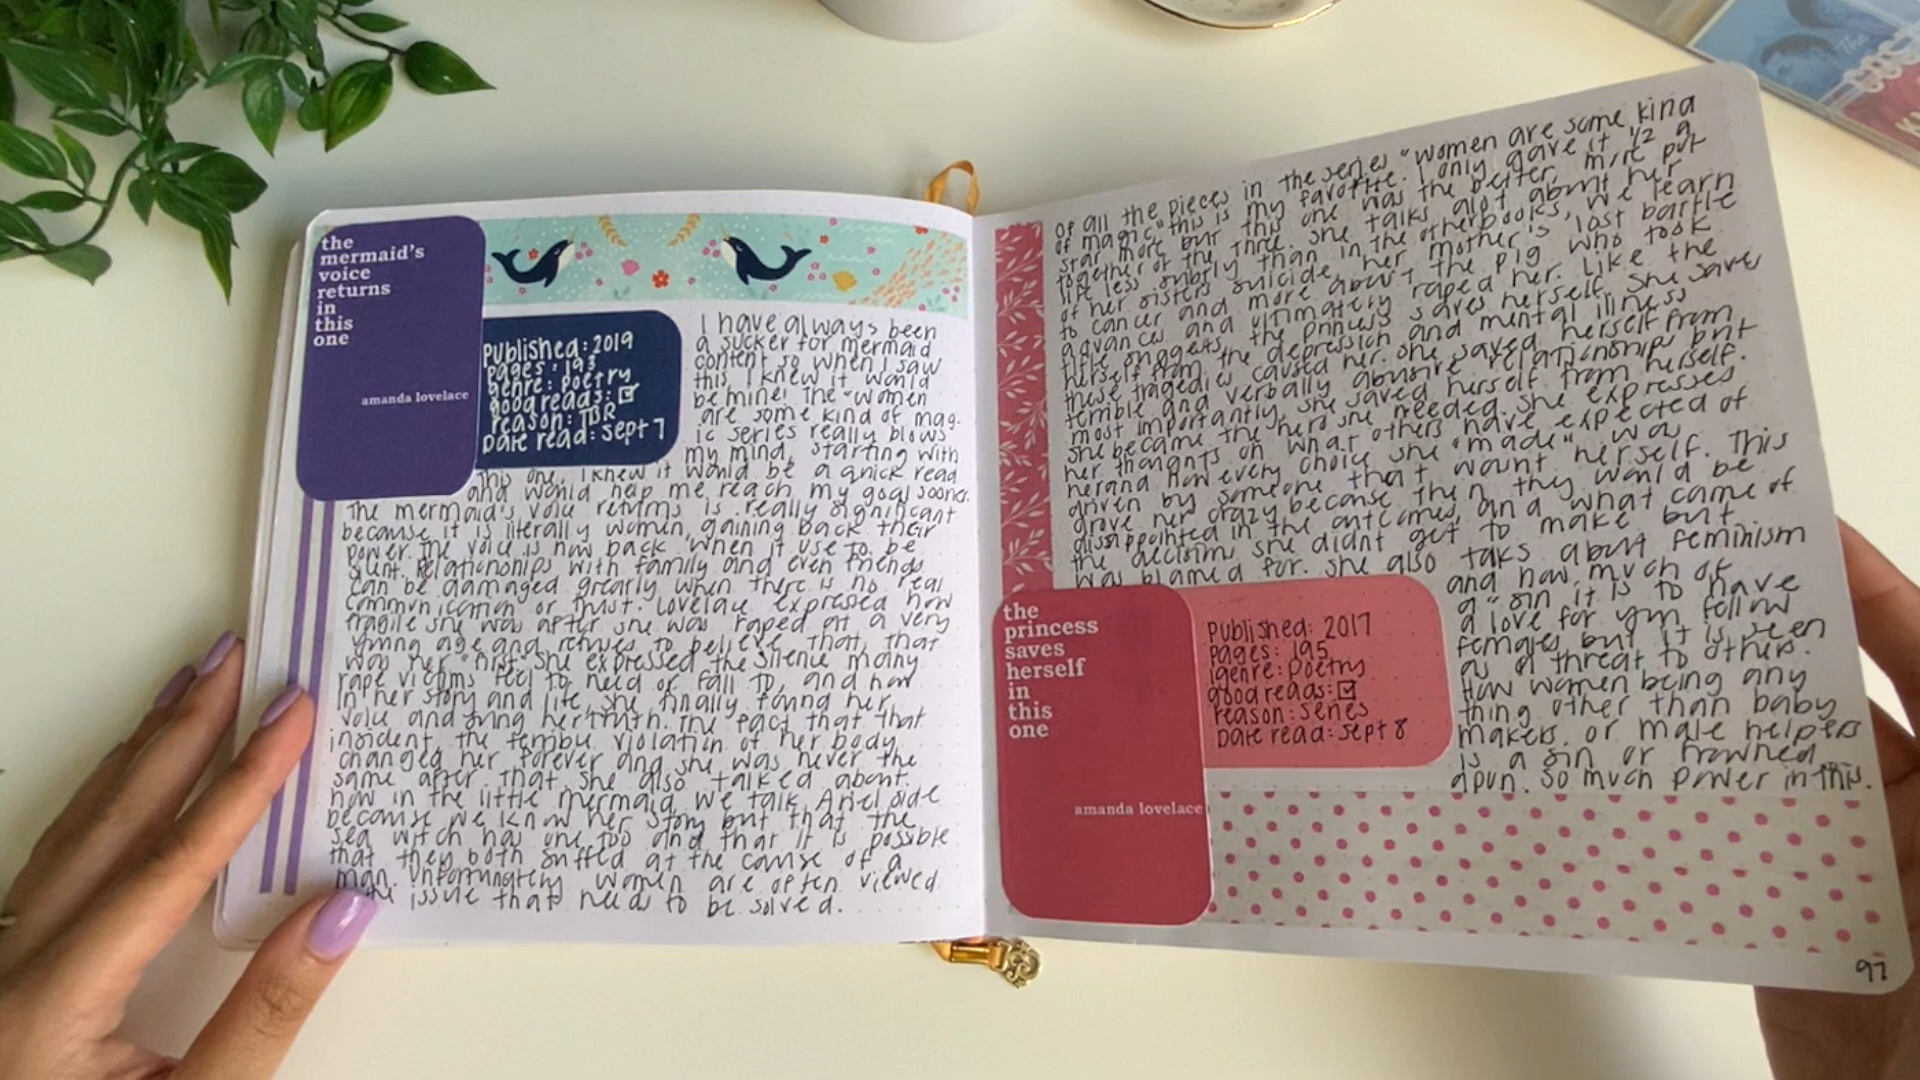 the
mermaid's
voice
returns
in
this
one
amanda lovelace
Published: 2019
pages: 193
genre: poetry
good reads: ☑
reason: TBR
Date read: Sept 7
I have always been
a sucker for mermaid
content so when I saw
this I knew it would
be mine! The "women
are some kind of mag-
ic series really blows
my mind, starting with
this one. I knew it would be a quick read
and would help me reach my goal sooner.
The mermaid's voice returns is really significant
because it is literally women, gaining back their
power. The voice is now back when it use to be
silent. Relationships with family and even friends
can be damaged greatly when there is no real
communication or trust. Lovelace expressed how
fragile she was after she was raped at a very
young age and refuses to believe that, that
was her "first" she expressed the silence many
rape victims feel to need or fall to, and how
in her story and life, she finally found her
voice and her truth. The fact that that
incident, the terrible violation of her body
changed her forever and she was never the
same after that. She also talked about
how in the little mermaid, we talk Ariel side
because we know her story but that the
sea witch has one too and that it is possible
that they both suffed at the cause of a
man. Unfortunately women are often viewed
the issue that needs to be solved.
of all the pieces in the series "women are some kind
of magic" this is my favorite. I only gave it 1/2 a
star more but this one was the better, more put
together of the three. she talks alot about her
life less subtly than in the other books, we learn
of her sisters suicide, her mother's lost battle
to cancer and more about the pig who took
advances and ultimately raped her. Like the
title suggests, the princess saves herself. She saves
herself from the depression and mental illness
these tragedies caused her. she saved herself from
terrible and verbally abusive relationships but
most importantly, she saved herself from herself.
she became the hero she needed. she expresses
her thoughts on what others have expected of
her and how every choice she "made" was
driven by someone that wasnt herself. This
drove her crazy because then they would be
dissappointed in the outcomes and what came of
the decisions she didnt get to make but
was blamed for. she also talks about feminism
and how much of
a "sin it is to have
a love for your fellow
females but it is seen
as a threat to others.
How women being any
thing other than baby
makers or male helpers
is a sin or frowned
upun. so much power in this.
the
princess
saves
herself
in
this
one
amanda lovelace
Published: 2017
pages: 195
genre: poetry
good reads: ☑
reason: series
Date read: Sept 8
97